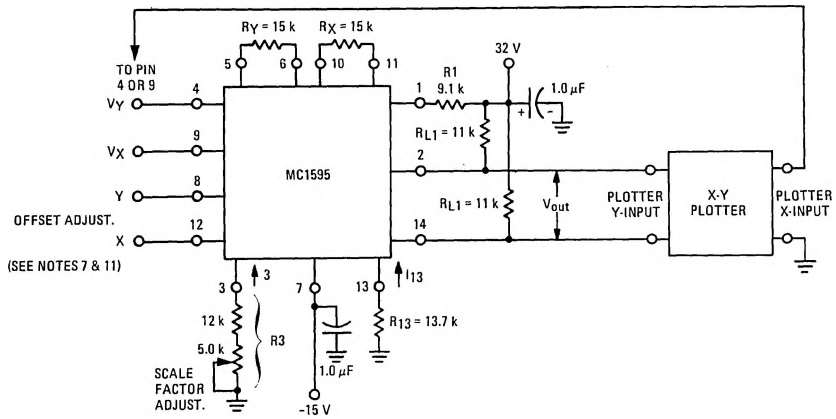 RY = 15 k
RX = 15 k
5
6
10
11
32 V
TO PIN
4 OR 9
VY
4
1
R1
9.1 k
1.0 µF
+
-
RL1 = 11 k
VX
9
2
MC1595
Y
8
RL1 = 11 k
Vout
PLOTTER
Y-INPUT
X-Y
PLOTTER
PLOTTER
X-INPUT
OFFSET ADJUST.
X
12
14
(SEE NOTES 7 & 11)
3
3
7
13
I13
12 k
R3
R13 = 13.7 k
5.0 k
1.0 µF
SCALE
FACTOR
ADJUST.
-15 V